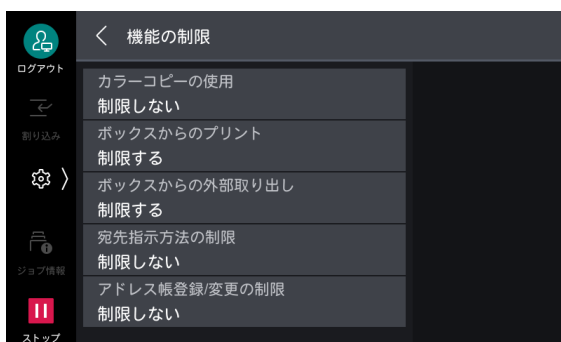 機能の制限
ログアウト
カラーコピーの使用
制限しない
割り込み
ボックスからのプリント
制限する
ボックスからの外部取り出し
制限する
宛先指示方法の制限
制限しない
ジョブ情報
アドレス帳登録/変更の制限
制限しない
ストップ